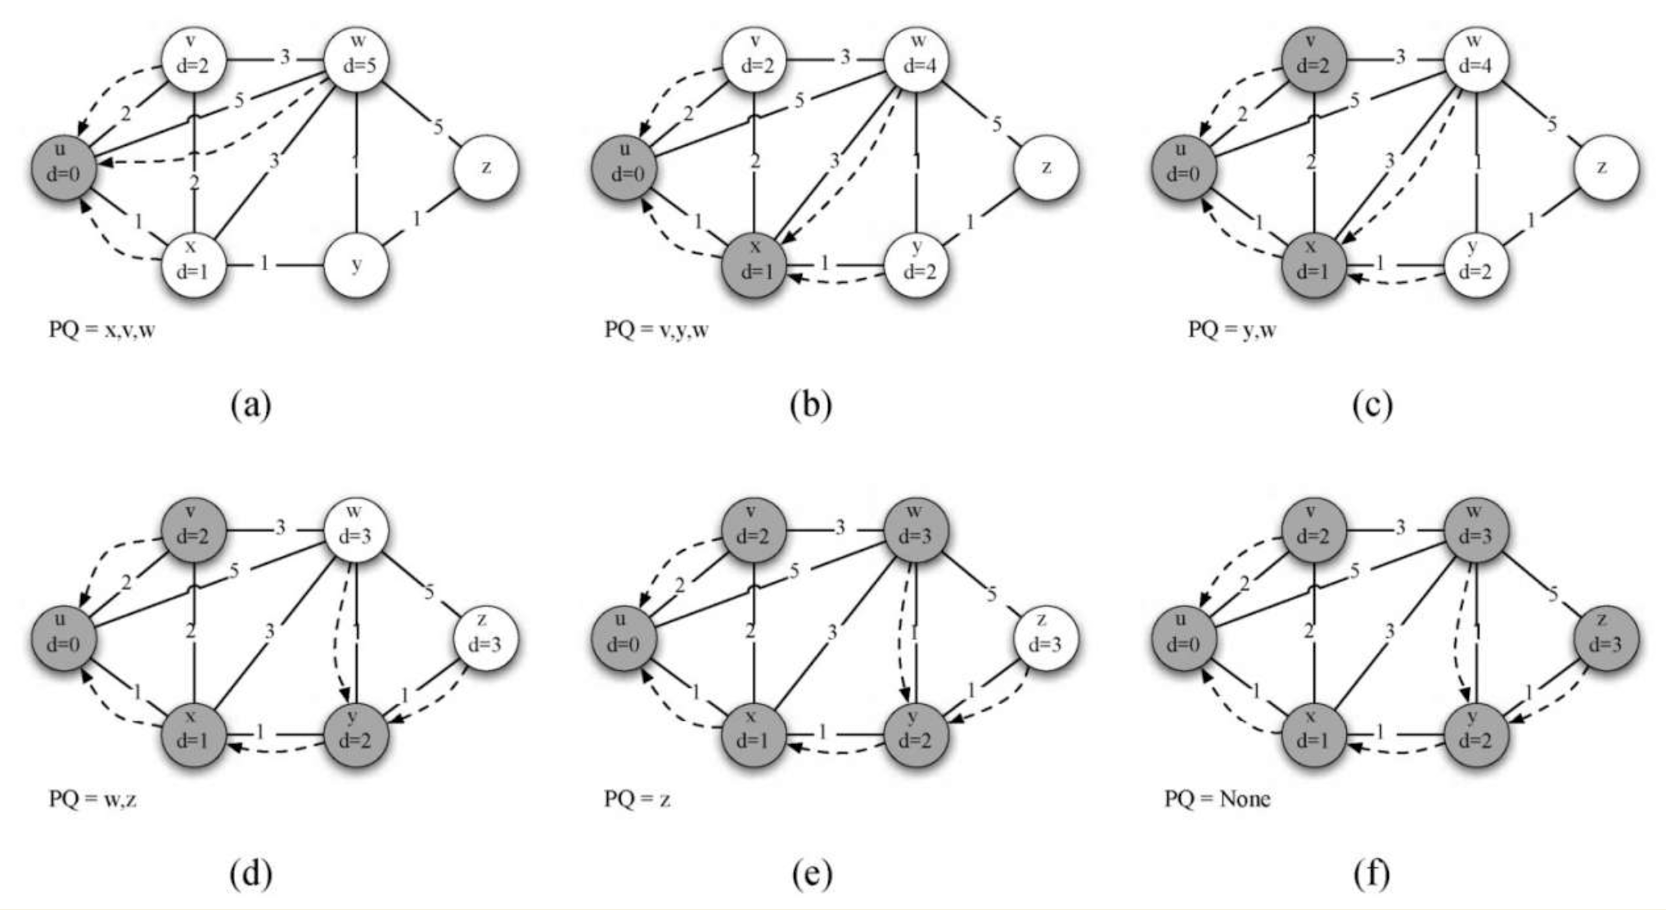 v
d=2
3
w
d=5
2
5
5
u
d=0
3
1
z
2
1
x
d=1
1
y
1
PQ = x,v,w
(a)
v
d=2
3
w
d=4
2
5
5
u
d=0
2
3
1
z
1
x
d=1
1
y
d=2
1
PQ = v,y,w
(b)
v
d=2
3
w
d=4
2
5
5
u
d=0
2
3
1
z
1
x
d=1
1
y
d=2
1
PQ = y,w
(c)
v
d=2
3
w
d=3
2
5
5
u
d=0
2
3
1
z
d=3
1
x
d=1
1
y
d=2
1
PQ = w,z
(d)
v
d=2
3
w
d=3
2
5
5
u
d=0
2
3
1
z
d=3
1
x
d=1
1
y
d=2
1
PQ = z
(e)
v
d=2
3
w
d=3
2
5
5
u
d=0
2
3
1
z
d=3
1
x
d=1
1
y
d=2
1
PQ = None
(f)